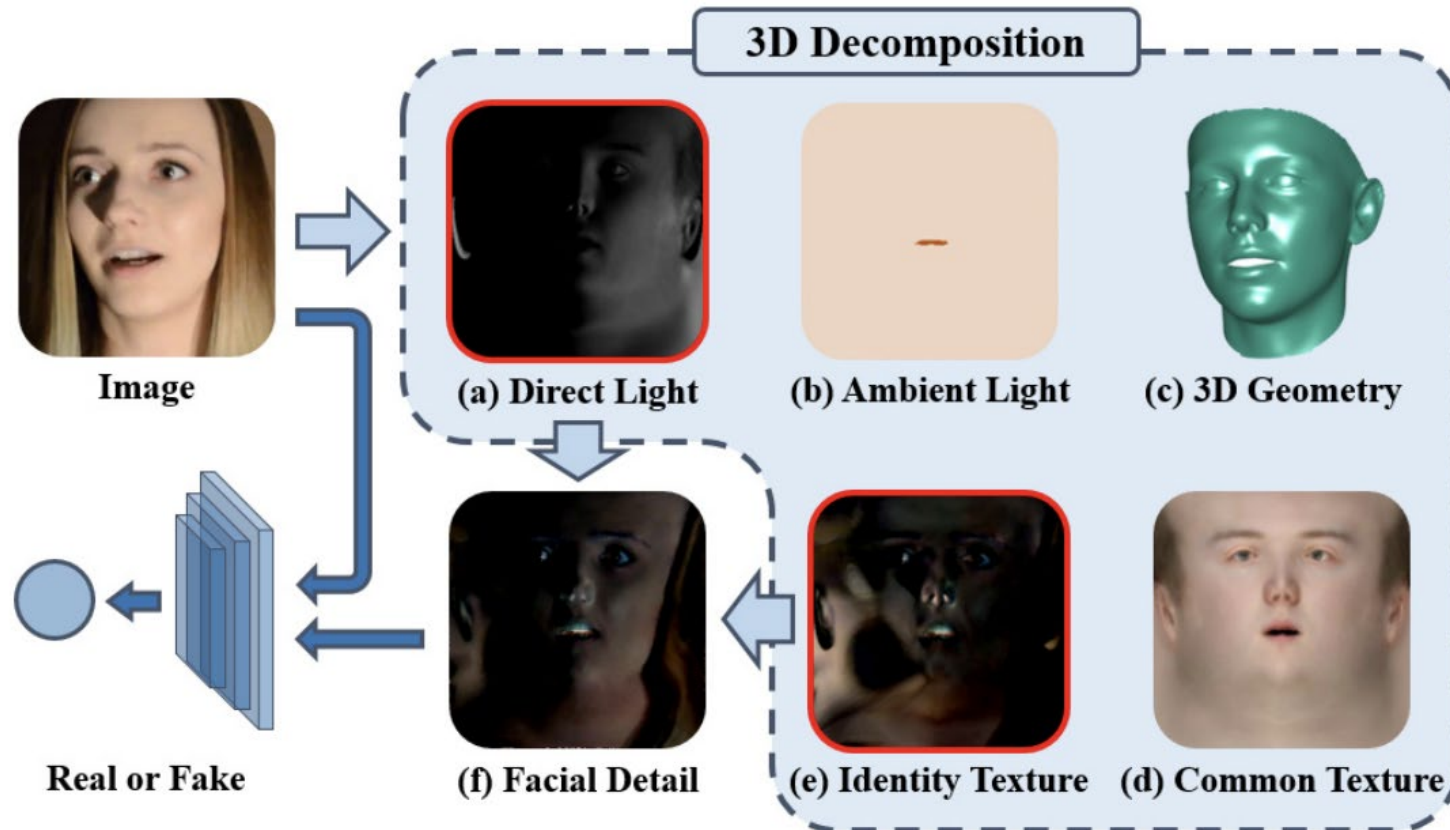 3D Decomposition
Image
(a) Direct Light
(b) Ambient Light
(c) 3D Geometry
Real or Fake
(f) Facial Detail
(e) Identity Texture
(d) Common Texture